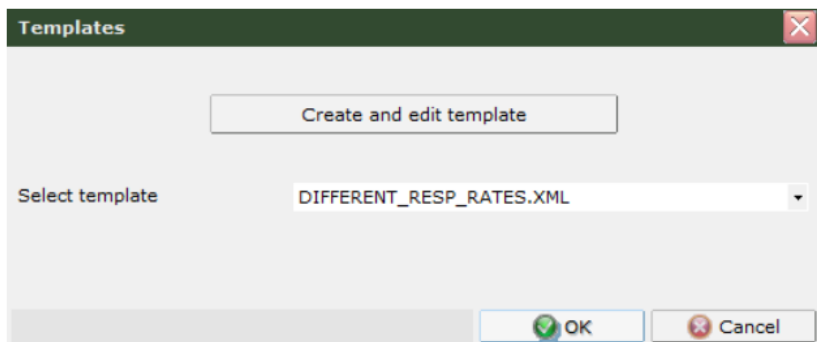 Templates
Create and edit template
Select template DIFFERENT_RESP_RATES.XML
OK Cancel